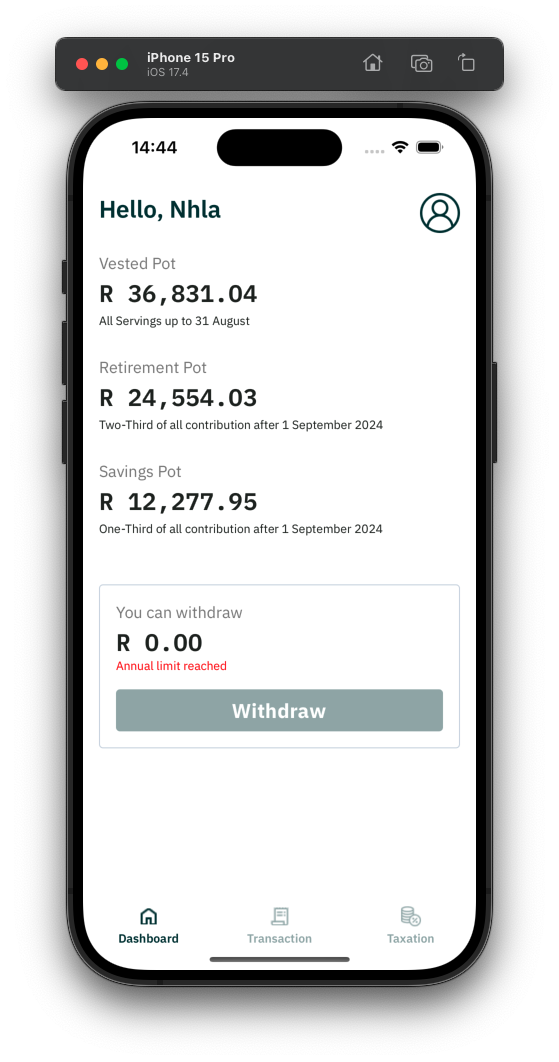 iPhone 15 Pro
iOS 17.4
14:44
Hello, Nhla
Vested Pot
R 36,831.04
All Servings up to 31 August
Retirement Pot
R 24,554.03
Two-Third of all contribution after 1 September 2024
Savings Pot
R 12,277.95
One-Third of all contribution after 1 September 2024
You can withdraw
R 0.00
Annual limit reached
Withdraw
Dashboard Transaction Taxation